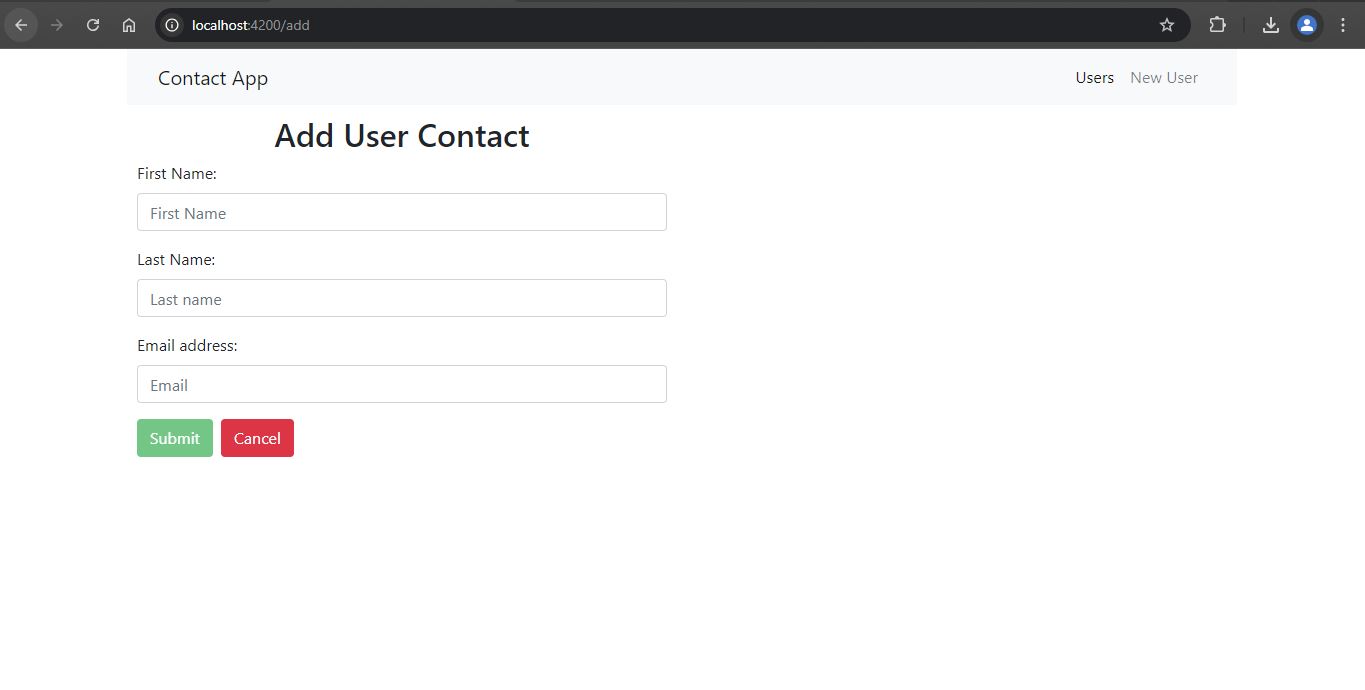 localhost:4200/add
Contact App Users New User
Add User Contact
First Name:
First Name
Last Name:
Last name
Email address:
Email
Submit Cancel